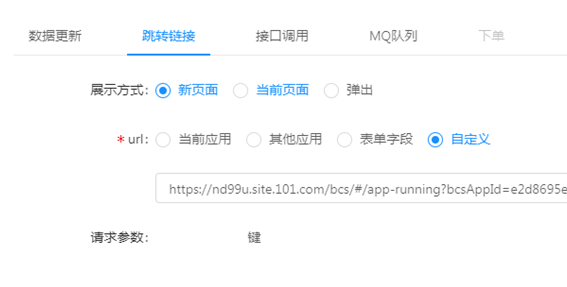 数据更新 跳转链接 接口调用 MQ队列 下单
展示方式: 新页面 当前页面 弹出
* url: 当前应用 其他应用 表单字段 自定义
https://nd99u.site.101.com/bcs/#/app-running?bcsAppId=e2d8695e
请求参数: 键